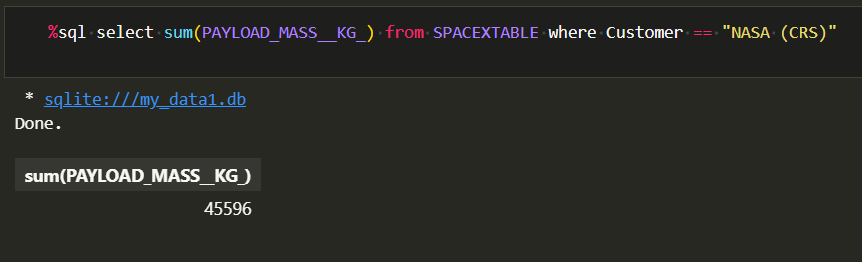 %sql select sum(PAYLOAD_MASS__KG_) from SPACEXTABLE where Customer == "NASA (CRS)"
* sqlite:///my_data1.db
Done.
sum(PAYLOAD_MASS__KG_)
45596